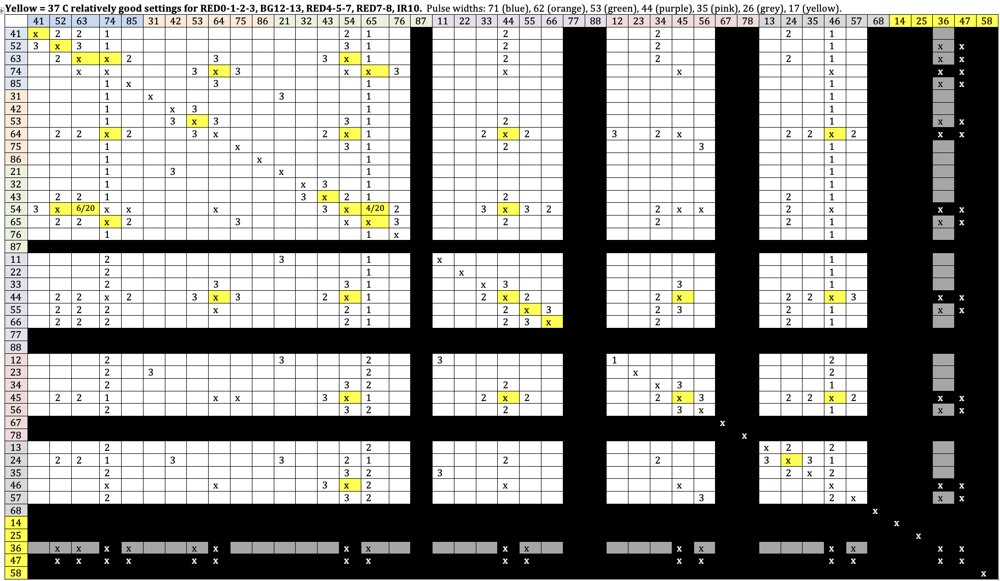 Yellow = 37 C relatively good settings for RED0-1-2-3, BG12-13, RED4-5-7, RED7-8, IR10. Pulse widths: 71 (blue), 62 (orange), 53 (green), 44 (purple), 35 (pink), 26 (grey), 17 (yellow).
41 52 63 74 85 31 42 53 64 75 86 21 32 43 54 65 76 87 11 22 33 44 55 66 77 88 12 23 34 45 56 67 78 13 24 35 46 57 68 14 25 36 47 58
41 x 2 2 1 2 1 2 2 2 1
52 3 x 3 1 3 1 2 2 1 x x
63 2 x x 2 3 3 x 1 2 2 2 1 x x
74 x x 3 x 3 x x 3 x x x x x
85 1 x 3 1 1 x x
31 1 x 3 1 1
42 1 x 3 1 1
53 1 3 x 3 3 1 2 1 x x
64 2 2 x 2 3 x 2 x 1 2 x 2 3 2 x 2 2 x 2 x x
75 1 x 3 1 2 3 1
86 1 x 1 1
21 1 3 x 1 1
32 1 x 3 1 1
43 2 2 1 3 x 2 1 2 2 1
54 3 x 6/20 x x x 3 x 4/20 2 3 x 3 2 2 x x 2 x x x
65 2 2 x 2 3 x x 3 2 2 2 1 x x
76 1 1 x 1
87
11 2 3 1 x 1
22 2 1 x 1
33 2 3 3 1 x 3 3 1
44 2 2 x 2 3 x 3 2 x 1 2 x 2 2 x 2 2 x 3 x x
55 2 2 2 x 2 1 2 x 3 2 3 2 1 x x
66 2 2 2 2 1 2 3 x 2 2 1
77
88
12 2 3 2 3 1 2
23 2 3 2 x 2
34 2 3 2 2 x 3 1
45 2 2 1 x x 3 x 1 2 x 2 2 x 3 2 2 x 2 x x
56 2 3 2 2 3 x 1 x x
67 x
78 x
13 2 2 x 2 2
24 2 2 1 3 3 2 1 2 2 3 x 3 1
35 2 3 2 3 2 x 2
46 x x 3 x 2 x x x x x
57 2 3 2 3 2 x x x
68 x
14 x
25 x
36 x x x x x x x x x x x x x x x x
47 x x x x x x x x x x x x x x x x
58 x